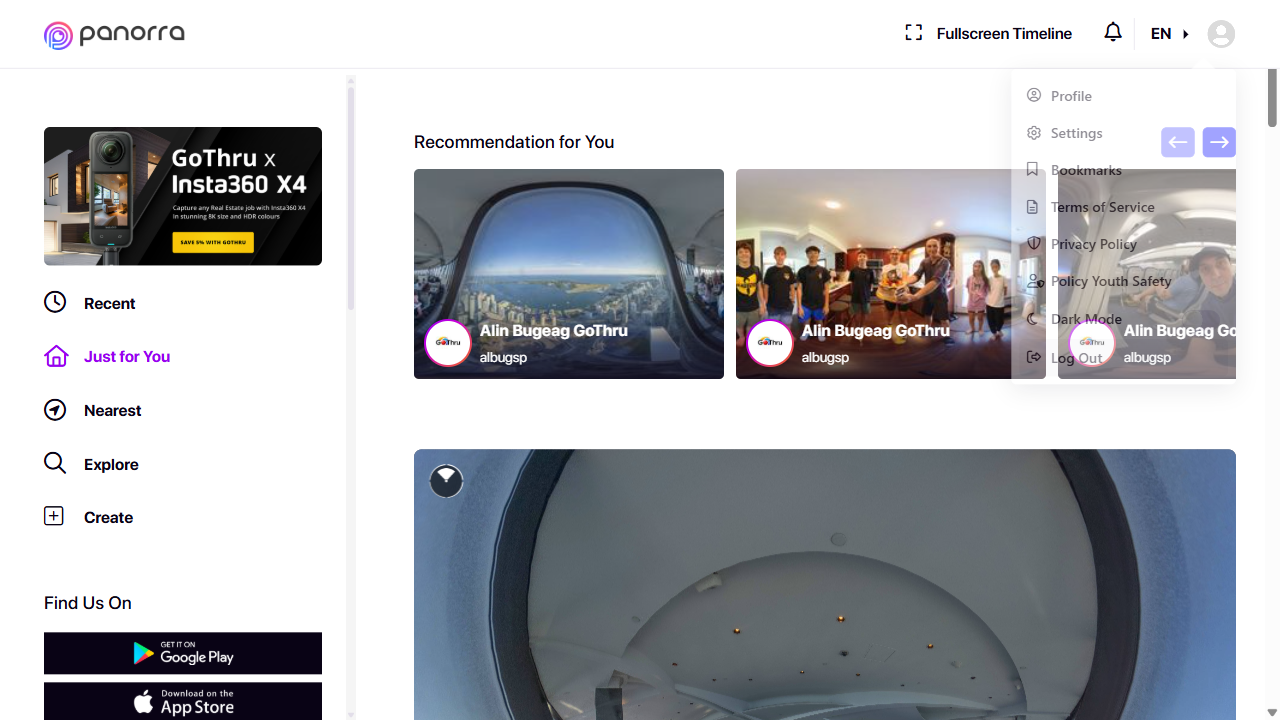 panorra
Fullscreen Timeline
EN
Profile
Settings
Bookmarks
Terms of Service
Privacy Policy
Policy Youth Safety
Dark Mode
Log Out
GoThru x
Insta360 X4
Capture any Real Estate job with Insta360 X4
in stunning 8K size and HDR colours
SAVE 5% WITH GOTHRU
Recent
Just for You
Nearest
Explore
Create
Find Us On
GET IT ON
Google Play
Download on the
App Store
Recommendation for You
GoThru
Alin Bugeag GoThru
albugsp
GoThru
Alin Bugeag GoThru
albugsp
GoThru
Alin Bugeag Go
albugsp